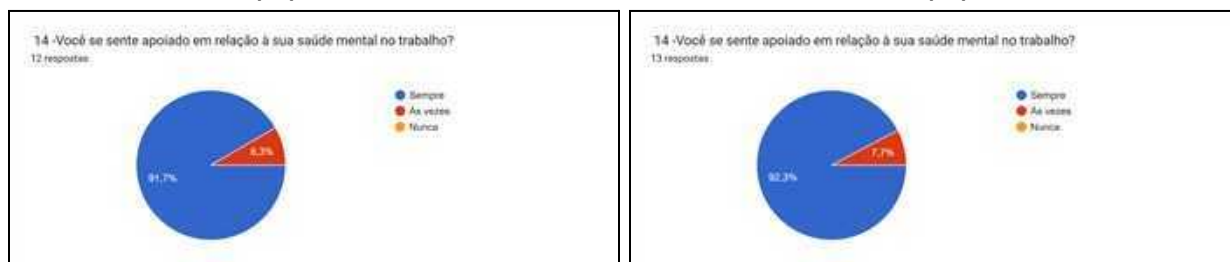 14 -Você se sente apoiado em relação à sua saúde mental no trabalho?
12 respostas
Sempre
Às vezes
Nunca
8,3%
91,7%
14 -Você se sente apoiado em relação à sua saúde mental no trabalho?
13 respostas
Sempre
Às vezes
Nunca
7,7%
92,3%